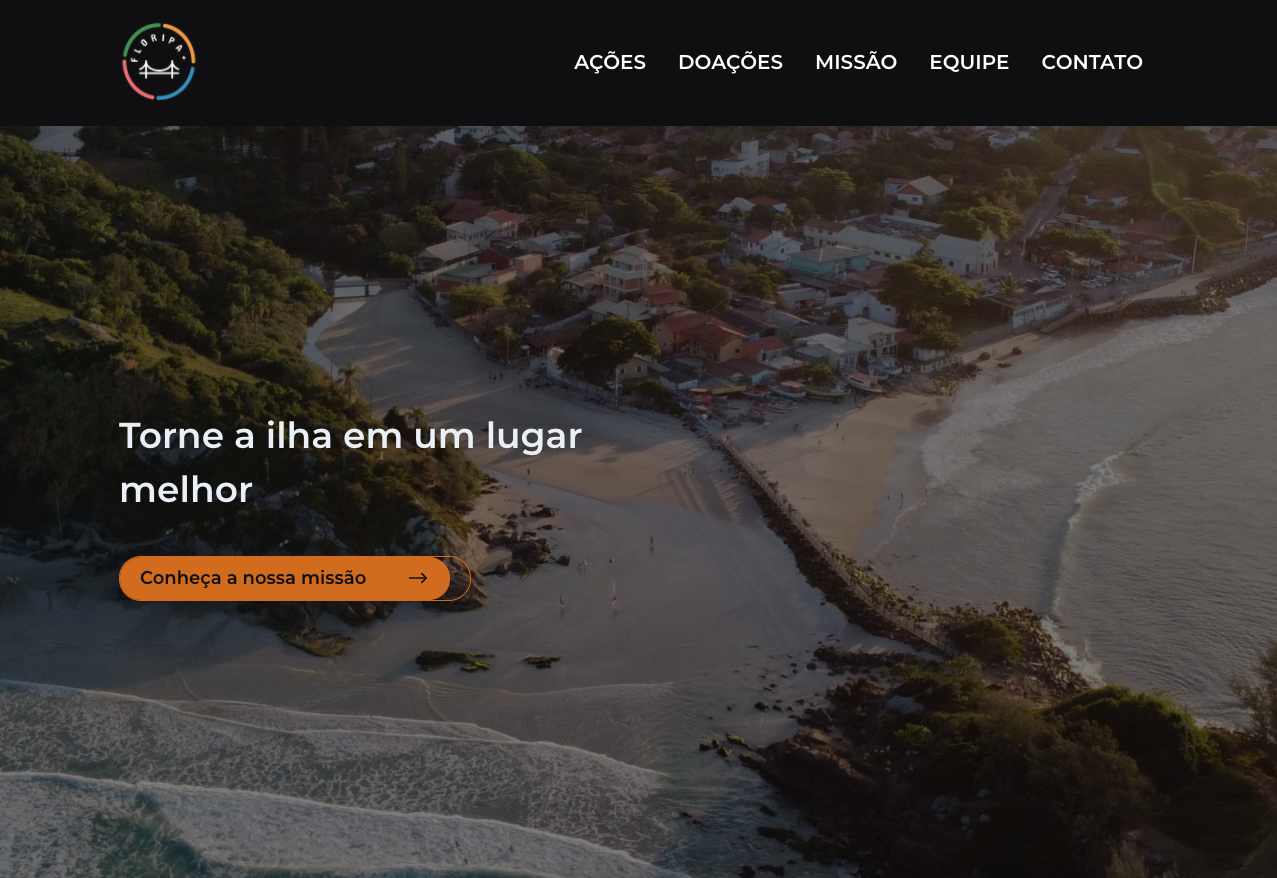 FLORIPA+
AÇÕES DOAÇÕES MISSÃO EQUIPE CONTATO
Torne a ilha em um lugar
melhor
Conheça a nossa missão